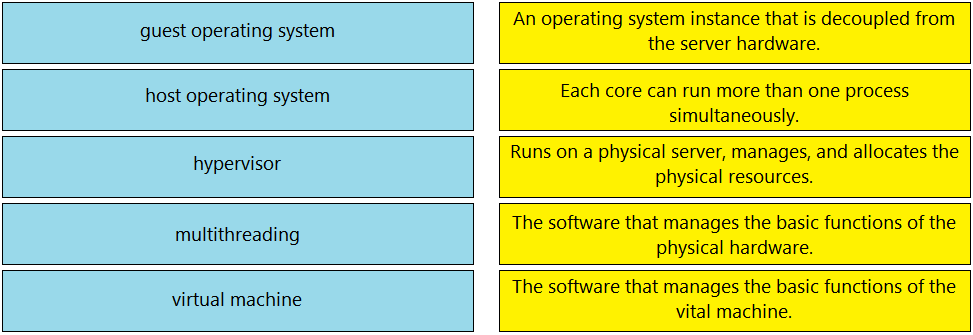 guest operating system
An operating system instance that is decoupled from
the server hardware.
host operating system
Each core can run more than one process
simultaneously.
hypervisor
Runs on a physical server, manages, and allocates the
physical resources.
multithreading
The software that manages the basic functions of the
physical hardware.
virtual machine
The software that manages the basic functions of the
vital machine.